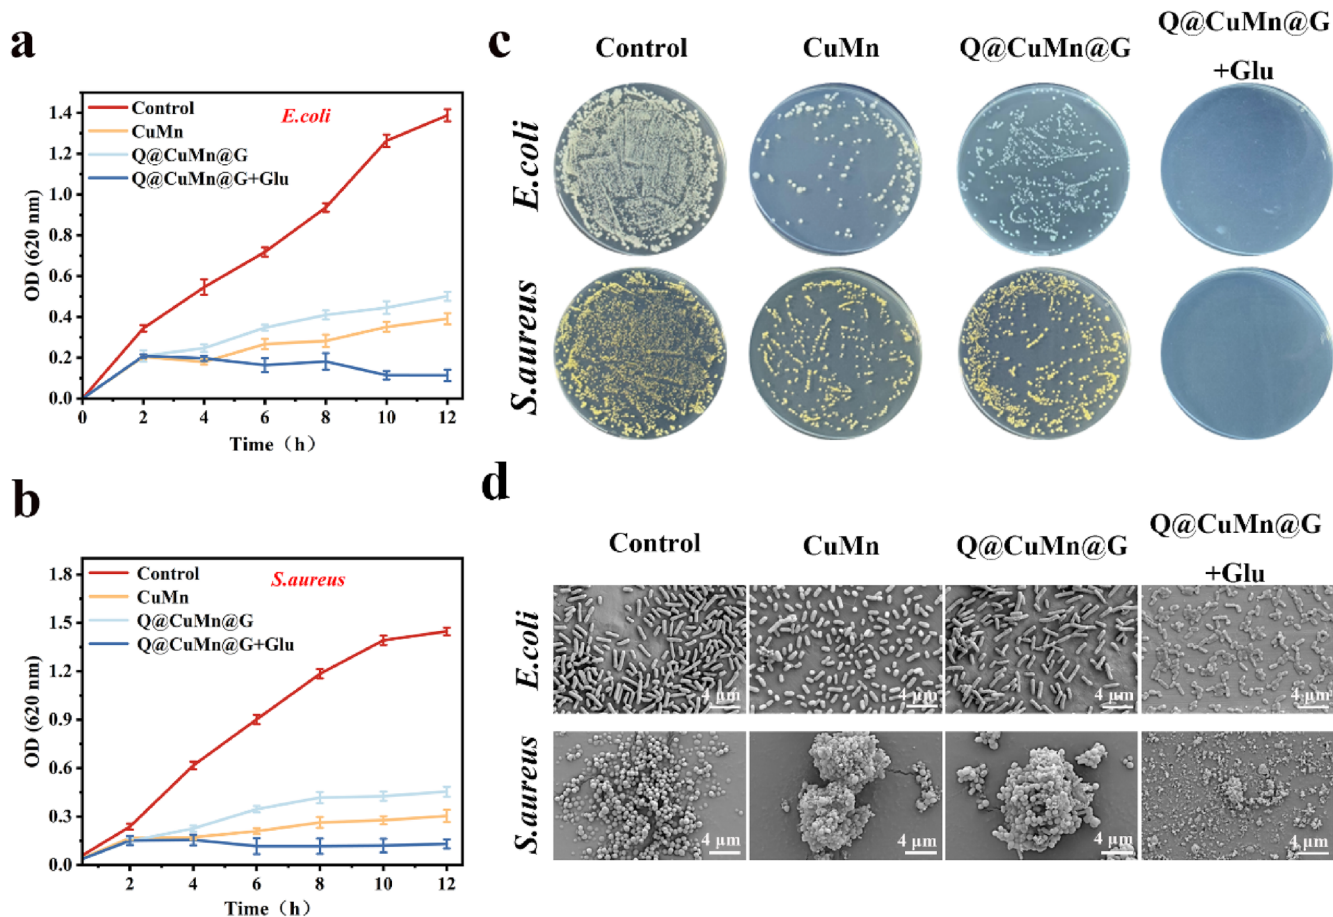 a
Control
CuMn
Q@CuMn@G
Q@CuMn@G+Glu
E.coli
1.4
1.2
1.0
0.8
0.6
0.4
0.2
0.0
OD (620 nm)
0 2 4 6 8 10 12
Time（h）
b
Control
CuMn
Q@CuMn@G
Q@CuMn@G+Glu
S.aureus
1.8
1.5
1.2
0.9
0.6
0.3
0.0
OD (620 nm)
2 4 6 8 10 12
Time（h）
c
Control
CuMn
Q@CuMn@G
Q@CuMn@G
+Glu
E.coli
S.aureus
d
Control
CuMn
Q@CuMn@G
Q@CuMn@G
+Glu
E.coli
4 μm
4 μm
4 μm
4 μm
S.aureus
4 μm
4 μm
4 μm
4 μm